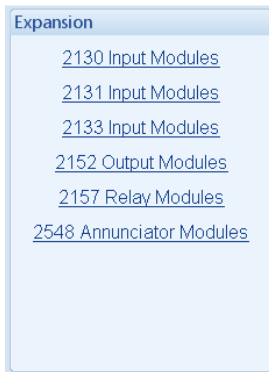 Expansion
2130 Input Modules
2131 Input Modules
2133 Input Modules
2152 Output Modules
2157 Relay Modules
2548 Annunciator Modules